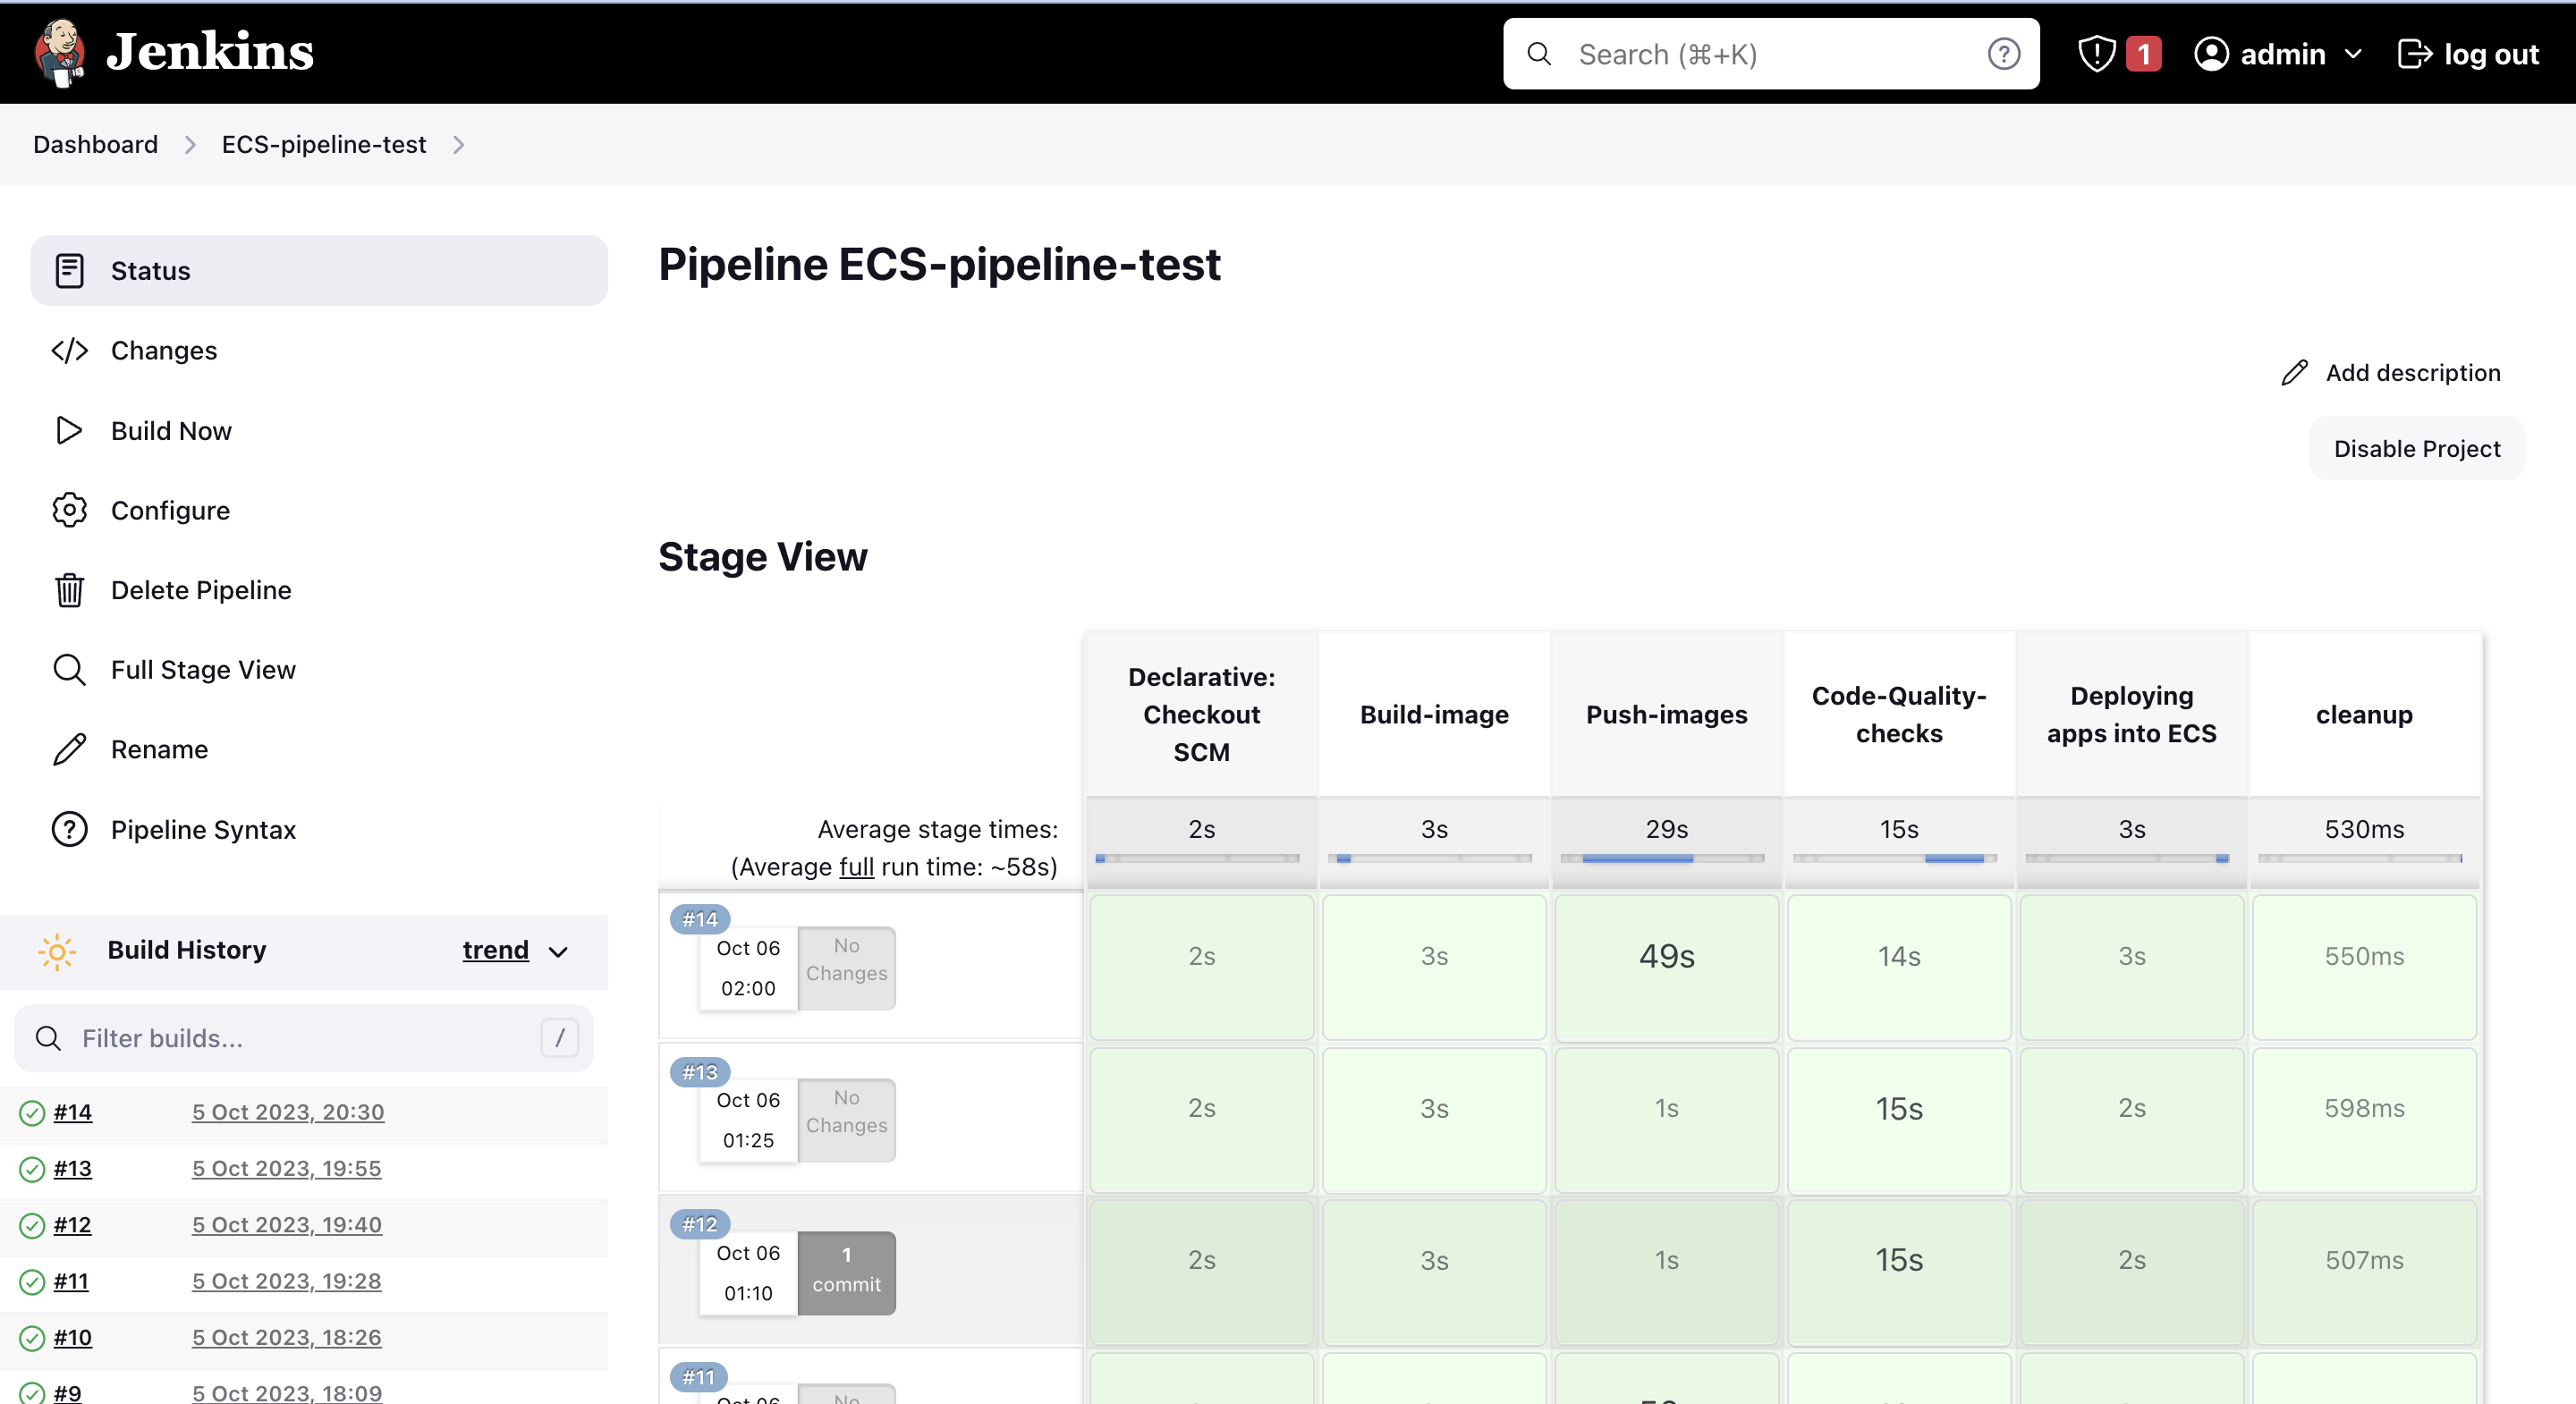 Jenkins
Search (⌘+K)
1
admin
log out
Dashboard
ECS-pipeline-test
Status
Changes
Build Now
Configure
Delete Pipeline
Full Stage View
Rename
Pipeline Syntax
Build History
trend
Filter builds...
/
#14 5 Oct 2023, 20:30
#13 5 Oct 2023, 19:55
#12 5 Oct 2023, 19:40
#11 5 Oct 2023, 19:28
#10 5 Oct 2023, 18:26
#9 5 Oct 2023, 18:09
Pipeline ECS-pipeline-test
Add description
Disable Project
Stage View
Declarative:
Checkout
SCM
Build-image
Push-images
Code-Quality-
checks
Deploying
apps into ECS
cleanup
Average stage times:
(Average full run time: ~58s)
2s 3s 29s 15s 3s 530ms
#14
Oct 06
02:00
No
Changes
2s 3s 49s 14s 3s 550ms
#13
Oct 06
01:25
No
Changes
2s 3s 1s 15s 2s 598ms
#12
Oct 06
01:10
1
commit
2s 3s 1s 15s 2s 507ms
#11
Oct 06
No